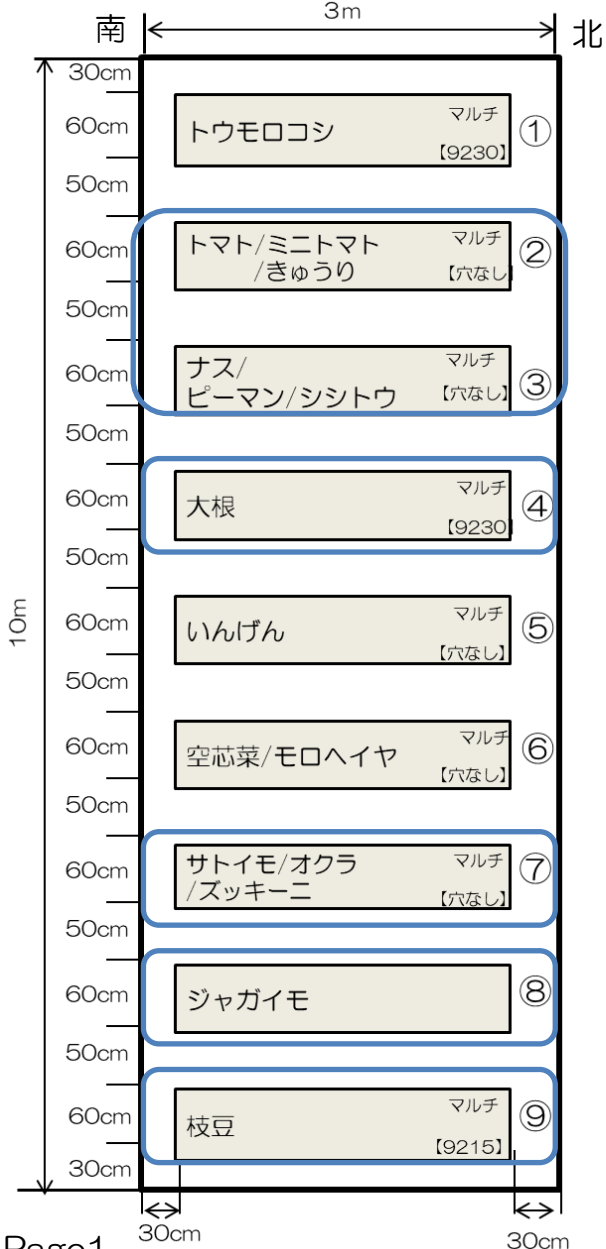 3m
南
北
30cm
60cm
トウモロコシ
マルチ
①
【9230】
50cm
60cm
トマト/ミニトマト
/きゅうり
マルチ
②
【穴なし】
50cm
60cm
ナス/
ピーマン/シシトウ
マルチ
③
【穴なし】
50cm
60cm
大根
マルチ
④
【9230】
50cm
10m
60cm
いんげん
マルチ
⑤
【穴なし】
50cm
60cm
空芯菜/モロヘイヤ
マルチ
⑥
【穴なし】
50cm
60cm
サトイモ/オクラ
/ズッキーニ
マルチ
⑦
【穴なし】
50cm
60cm
ジャガイモ
⑧
50cm
60cm
枝豆
マルチ
⑨
【9215】
30cm
30cm
30cm
Page1